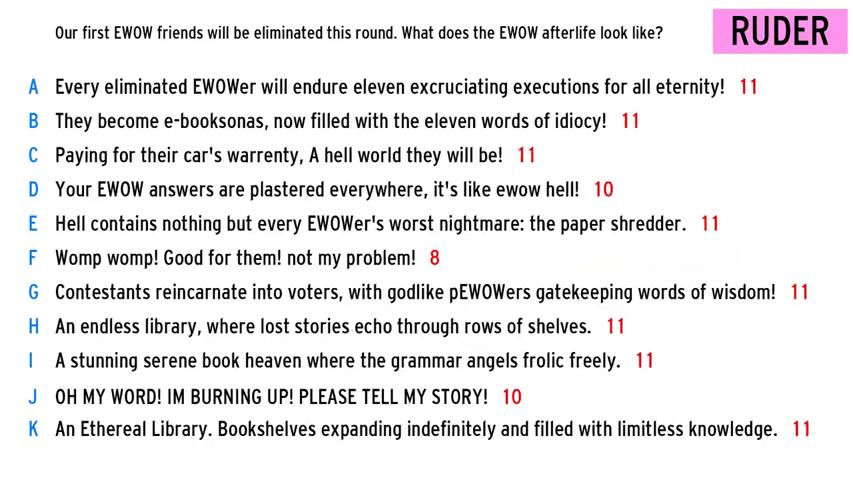 Our first EWOW friends will be eliminated this round. What does the EWOW afterlife look like?
RUDER
A Every eliminated EWOWer will endure eleven excruciating executions for all eternity! 11
B They become e-booksonas, now filled with the eleven words of idiocy! 11
C Paying for their car's warrenty, A hell world they will be! 11
D Your EWOW answers are plastered everywhere, it's like ewow hell! 10
E Hell contains nothing but every EWOWer's worst nightmare: the paper shredder. 11
F Womp womp! Good for them! not my problem! 8
G Contestants reincarnate into voters, with godlike pEWOWers gatekeeping words of wisdom! 11
H An endless library, where lost stories echo through rows of shelves. 11
I A stunning serene book heaven where the grammar angels frolic freely. 11
J OH MY WORD! IM BURNING UP! PLEASE TELL MY STORY! 10
K An Ethereal Library. Bookshelves expanding indefinitely and filled with limitless knowledge. 11